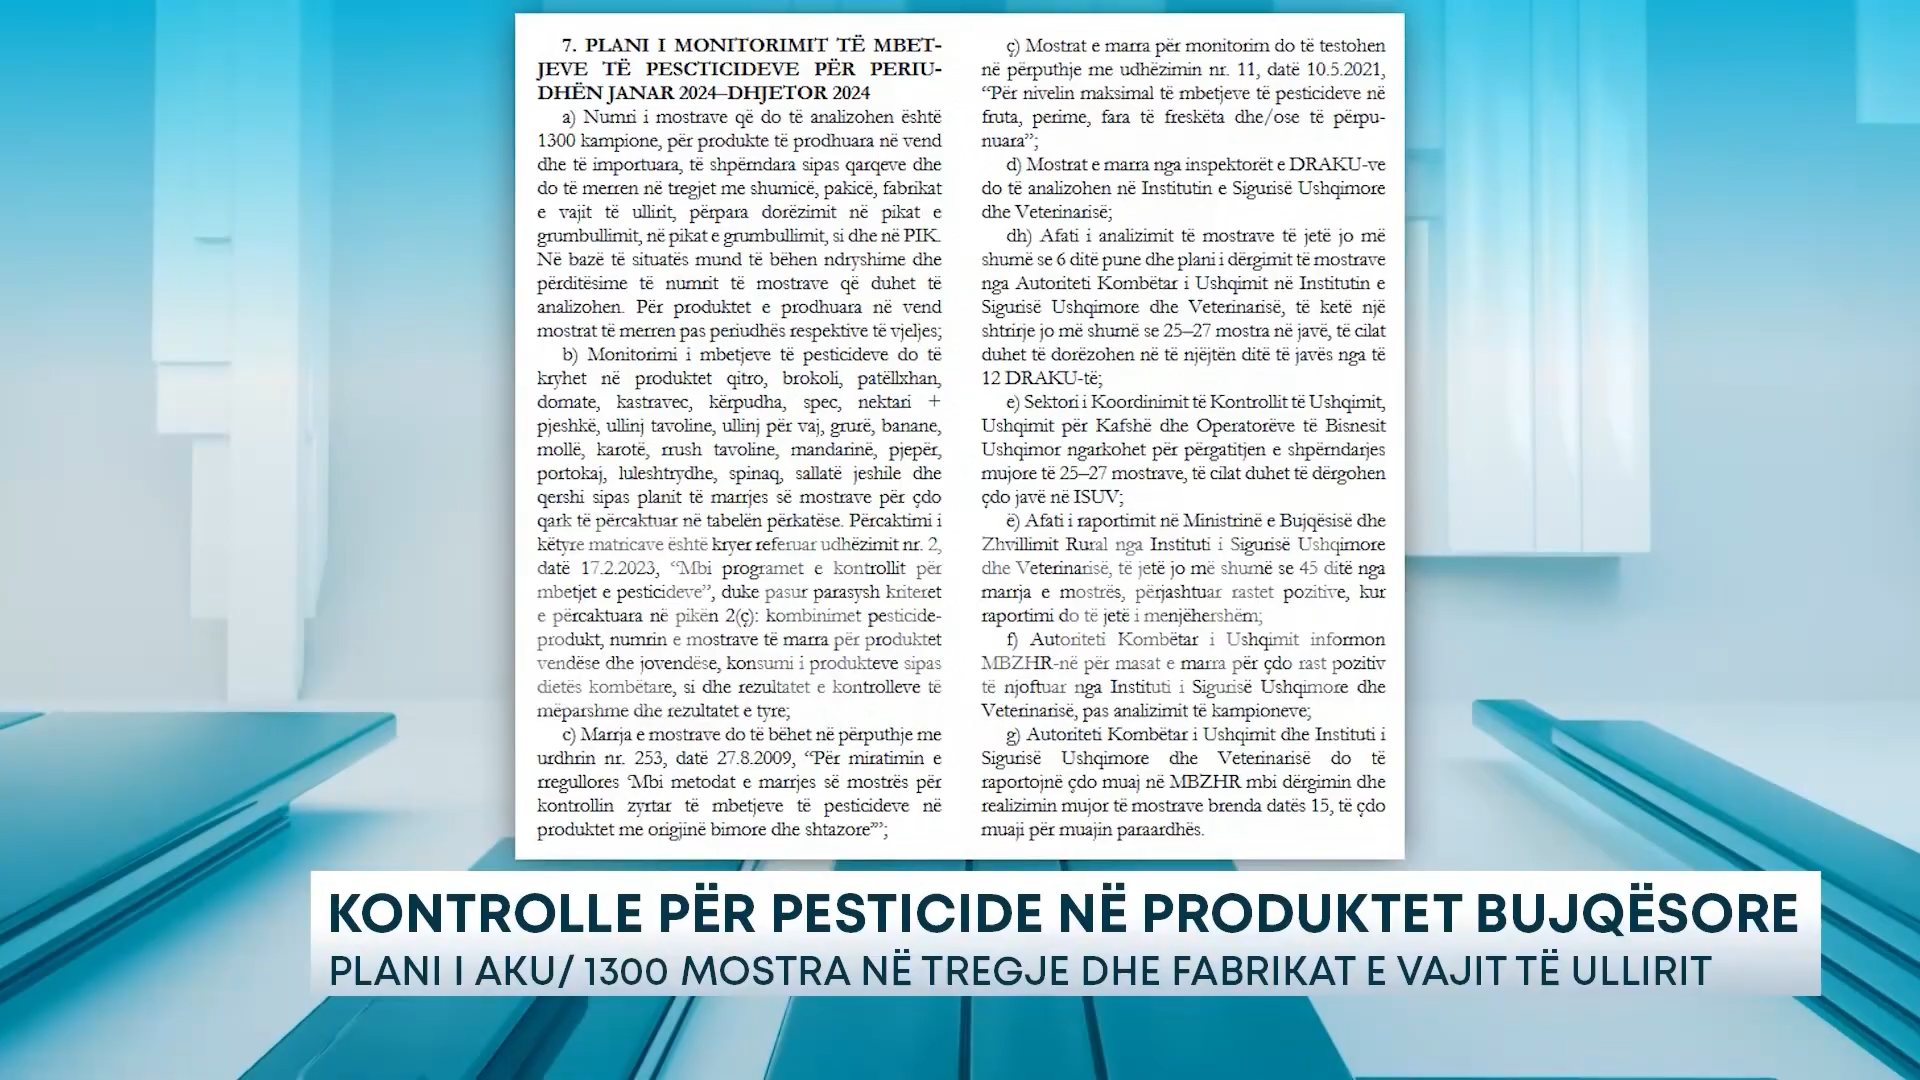 7. PLANI I MONITORIMIT TË MBET-
JEVE TË PESCTICIDEVE PËR PERIU-
DHËN JANAR 2024–DHJETOR 2024
a) Numri i mostrave që do të analizohen është
1300 kampione, për produkte të prodhuara në vend
dhe të importuara, të shpërndara sipas qarqeve dhe
do të merren në tregjet me shumicë, pakicë, fabrikat
e vajit të ullirit, përpara dorëzimit në pikat e
grumbullimit, në pikat e grumbullimit, si dhe në PIK.
Në bazë të situatës mund të bëhen ndryshime dhe
përditësime të numrit të mostrave që duhet të
analizohen. Për produktet e prodhuara në vend
mostrat të merren pas periudhës respektive të vjeljes;
b) Monitorimi i mbetjeve të pesticideve do të
kryhet në produktet qitro, brokoli, patëllxhan,
domate, kastravec, kërpudha, spec, nektari +
pjeshkë, ullinj tavoline, ullinj për vaj, grurë, banane,
mollë, karotë, rrush tavoline, mandarinë, pjepër,
portokaj, luleshtrydhe, spinaq, sallatë jeshile dhe
qershi sipas planit të marrjes së mostrave për çdo
qark të përcaktuar në tabelën përkatëse. Përcaktimi i
këtyre matricave është kryer referuar udhëzimit nr. 2,
datë 17.2.2023, “Mbi programet e kontrollit për
mbetjet e pesticideve”, duke pasur parasysh kriteret
e përcaktuara në pikën 2(ç): kombinimet pesticide-
produkt, numrin e mostrave të marra për produktet
vendëse dhe jovendëse, konsumi i produkteve sipas
dietës kombëtare, si dhe rezultatet e kontrolleve të
mëparshme dhe rezultatet e tyre;
c) Marrja e mostrave do të bëhet në përputhje me
urdhrin nr. 253, datë 27.8.2009, “Për miratimin e
rregullores ‘Mbi metodat e marrjes së mostrës për
kontrollin zyrtar të mbetjeve të pesticideve në
produktet me origjinë bimore dhe shtazore’”;
ç) Mostrat e marra për monitorim do të testohen
në përputhje me udhëzimin nr. 11, datë 10.5.2021,
“Për nivelin maksimal të mbetjeve të pesticideve në
fruta, perime, fara të freskëta dhe/ose të përpu-
nuara”;
d) Mostrat e marra nga inspektorët e DRAKU-ve
do të analizohen në Institutin e Sigurisë Ushqimore
dhe Veterinarisë;
dh) Afati i analizimit të mostrave të jetë jo më
shumë se 6 ditë pune dhe plani i dërgimit të mostrave
nga Autoriteti Kombëtar i Ushqimit në Institutin e
Sigurisë Ushqimore dhe Veterinarisë, të ketë një
shtrirje jo më shumë se 25–27 mostra në javë, të cilat
duhet të dorëzohen në të njëjtën ditë të javës nga të
12 DRAKU-të;
e) Sektori i Koordinimit të Kontrollit të Ushqimit,
Ushqimit për Kafshë dhe Operatorëve të Biznesit
Ushqimor ngarkohet për përgatitjen e shpërndarjes
mujore të 25–27 mostrave, të cilat duhet të dërgohen
çdo javë në ISUV;
ë) Afati i raportimit në Ministrinë e Bujqësisë dhe
Zhvillimit Rural nga Instituti i Sigurisë Ushqimore
dhe Veterinarisë, të jetë jo më shumë se 45 ditë nga
marrja e mostrës, përjashtuar rastet pozitive, kur
raportimi do të jetë i menjëhershëm;
f) Autoriteti Kombëtar i Ushqimit informon
MBZHR-në për masat e marra për çdo rast pozitiv
të njoftuar nga Instituti i Sigurisë Ushqimore dhe
Veterinarisë, pas analizimit të kampioneve;
g) Autoriteti Kombëtar i Ushqimit dhe Instituti i
Sigurisë Ushqimore dhe Veterinarisë do të
raportojnë çdo muaj në MBZHR mbi dërgimin dhe
realizimin mujor të mostrave brenda datës 15, të çdo
muaji për muajin paraardhës.
KONTROLLE PËR PESTICIDE NË PRODUKTET BUJQËSORE
PLANI I AKU/ 1300 MOSTRA NË TREGJE DHE FABRIKAT E VAJIT TË ULLIRIT